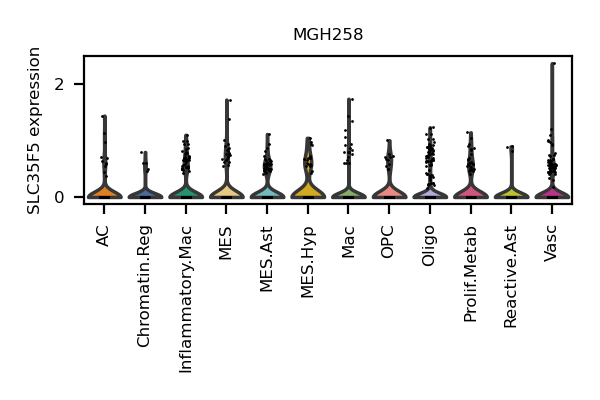 MGH258
SLC35F5 expression
2
0
AC
Chromatin.Reg
Inflammatory.Mac
MES
MES.Ast
MES.Hyp
Mac
OPC
Oligo
Prolif.Metab
Reactive.Ast
Vasc